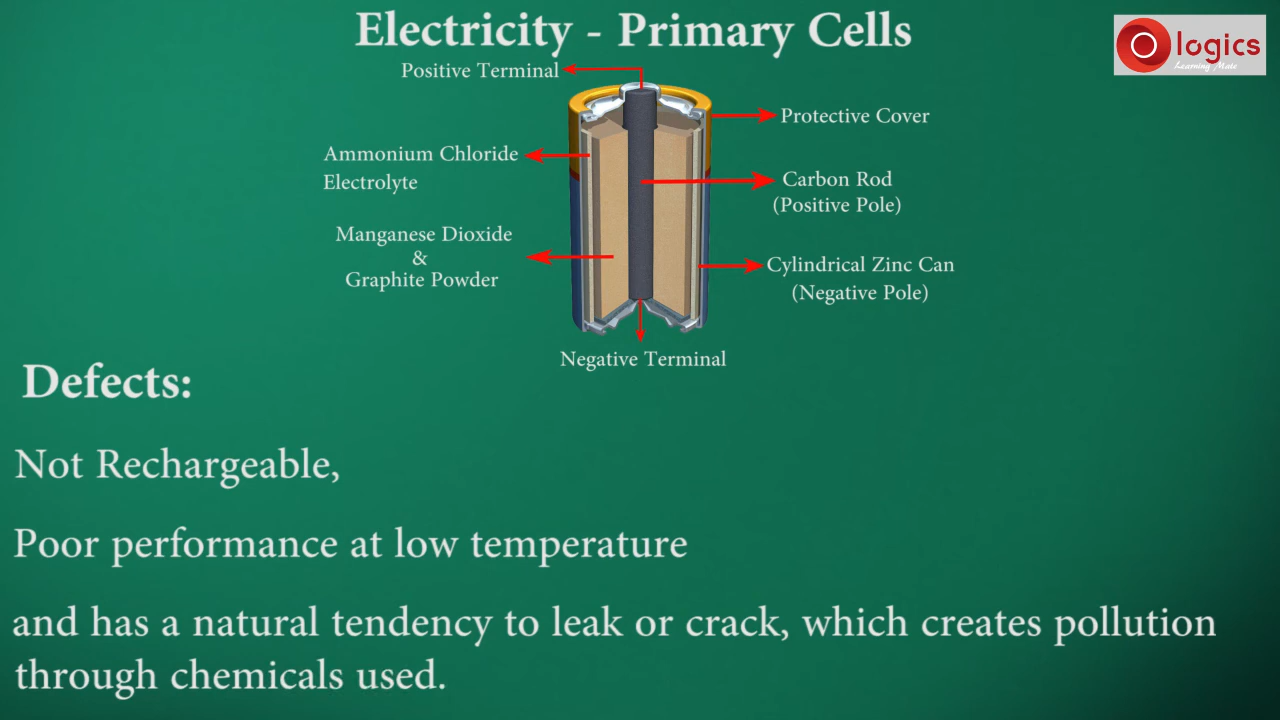 Electricity - Primary Cells
logics
Learning Mate
Positive Terminal
Protective Cover
Ammonium Chloride
Electrolyte
Carbon Rod
(Positive Pole)
Manganese Dioxide
&
Graphite Powder
Cylindrical Zinc Can
(Negative Pole)
Negative Terminal
Defects:
Not Rechargeable,
Poor performance at low temperature
and has a natural tendency to leak or crack, which creates pollution
through chemicals used.